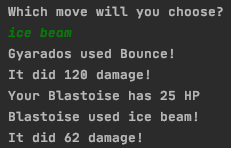 Which move will you choose?
ice beam
Gyarados used Bounce!
It did 120 damage!
Your Blastoise has 25 HP
Blastoise used ice beam!
It did 62 damage!